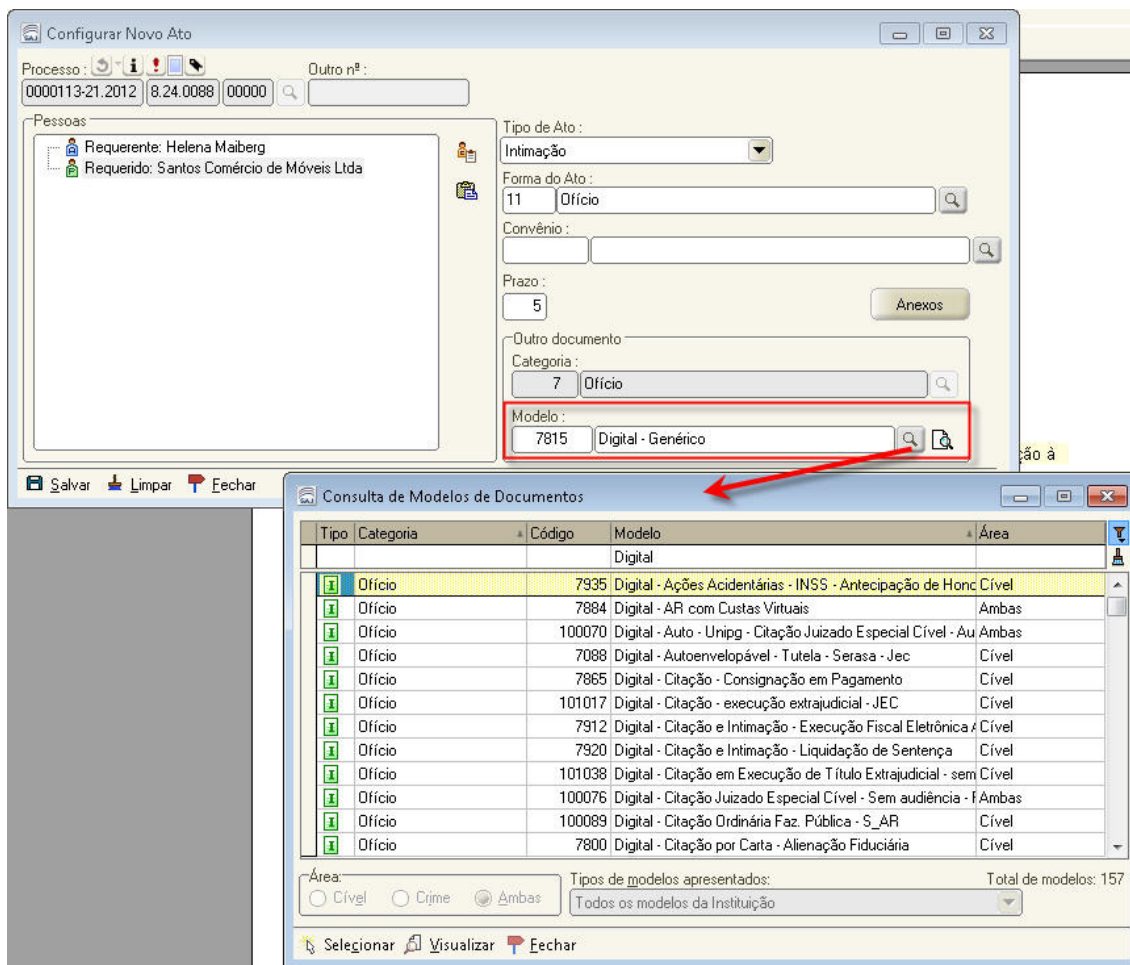 Configurar Novo Ato
Processo :
Outro nº :
0000113-21.2012 8.24.0088 00000
Pessoas
Requerente: Helena Maiberg
Requerido: Santos Comércio de Móveis Ltda
Tipo de Ato :
Intimação
Forma do Ato :
11 Ofício
Convênio :
Prazo :
5
Anexos
Outro documento
Categoria :
7 Ofício
Modelo :
7815 Digital - Genérico
ção à
Salvar Limpar Fechar
Consulta de Modelos de Documentos
Tipo Categoria Código Modelo Área
Digital
Ofício 7935 Digital - Ações Acidentárias - INSS - Antecipação de Hono Cível
Ofício 7884 Digital - AR com Custas Virtuais Ambas
Ofício 100070 Digital - Auto - Unipg - Citação Juizado Especial Cível - Au Ambas
Ofício 7088 Digital - Autoenvelopável - Tutela - Serasa - Jec Cível
Ofício 7865 Digital - Citação - Consignação em Pagamento Cível
Ofício 101017 Digital - Citação - execução extrajudicial - JEC Cível
Ofício 7912 Digital - Citação e Intimação - Execução Fiscal Eletrônica Cível
Ofício 7920 Digital - Citação e Intimação - Liquidação de Sentença Cível
Ofício 101038 Digital - Citação em Execução de Título Extrajudicial - sem Cível
Ofício 100076 Digital - Citação Juizado Especial Cível - Sem audiência - Ambas
Ofício 100089 Digital - Citação Ordinária Faz. Pública - S_AR Cível
Ofício 7800 Digital - Citação por Carta - Alienação Fiduciária Cível
Área:
Cível Crime Ambas
Tipos de modelos apresentados:
Todos os modelos da Instituição
Total de modelos: 157
Selecionar Visualizar Fechar